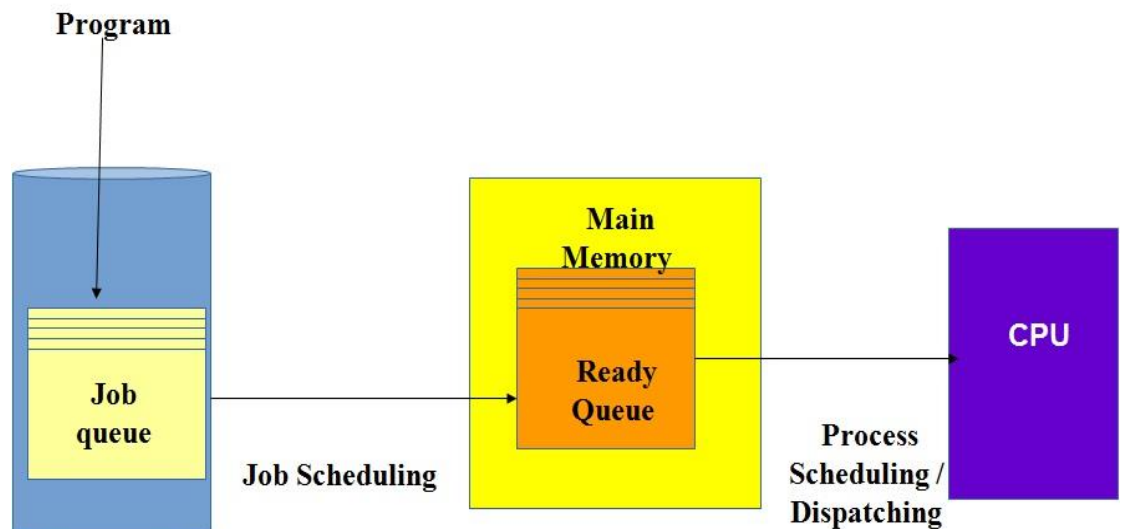 Program
Main
Memory
Job
queue
Ready
Queue
CPU
Job Scheduling
Process
Scheduling /
Dispatching